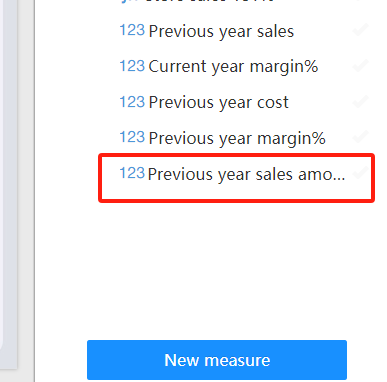 123 Previous year sales
123 Current year margin%
123 Previous year cost
123 Previous year margin%
123 Previous year sales amo...
New measure